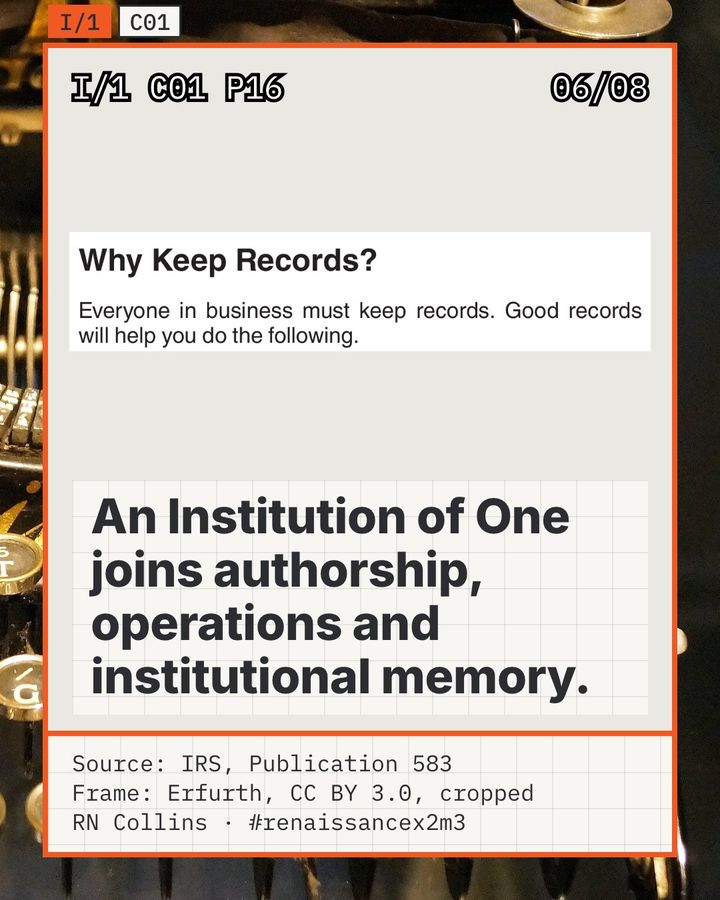 I/1 C01
I/1 C01 P16 06/08
Why Keep Records?
Everyone in business must keep records. Good records
will help you do the following.
An Institution of One
joins authorship,
operations and
institutional memory.
Source: IRS, Publication 583
Frame: Erfurth, CC BY 3.0, cropped
RN Collins · #renaissancex2m3
5
T
G